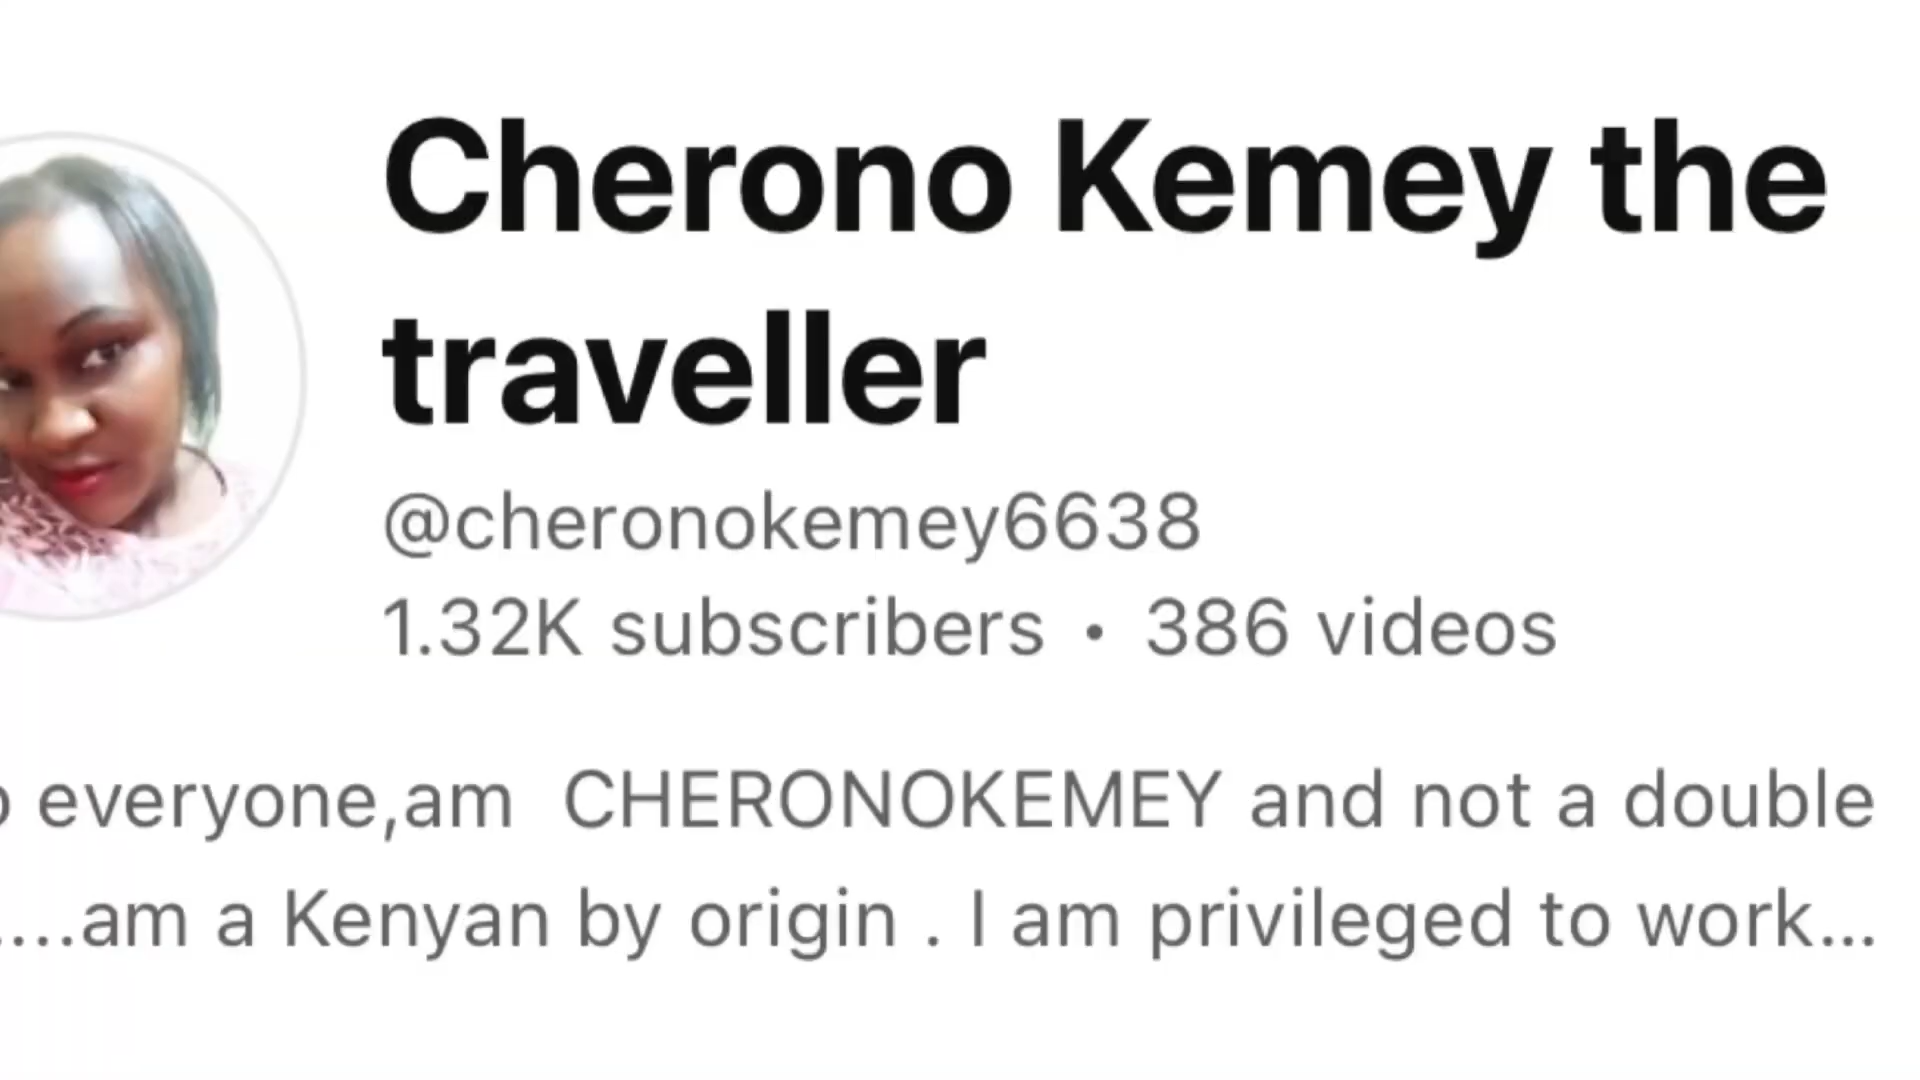 Cherono Kemey the
traveller
@cheronokemey6638
1.32K subscribers • 386 videos
everyone,am CHERONOKEMEY and not a double
....am a Kenyan by origin . I am privileged to work...